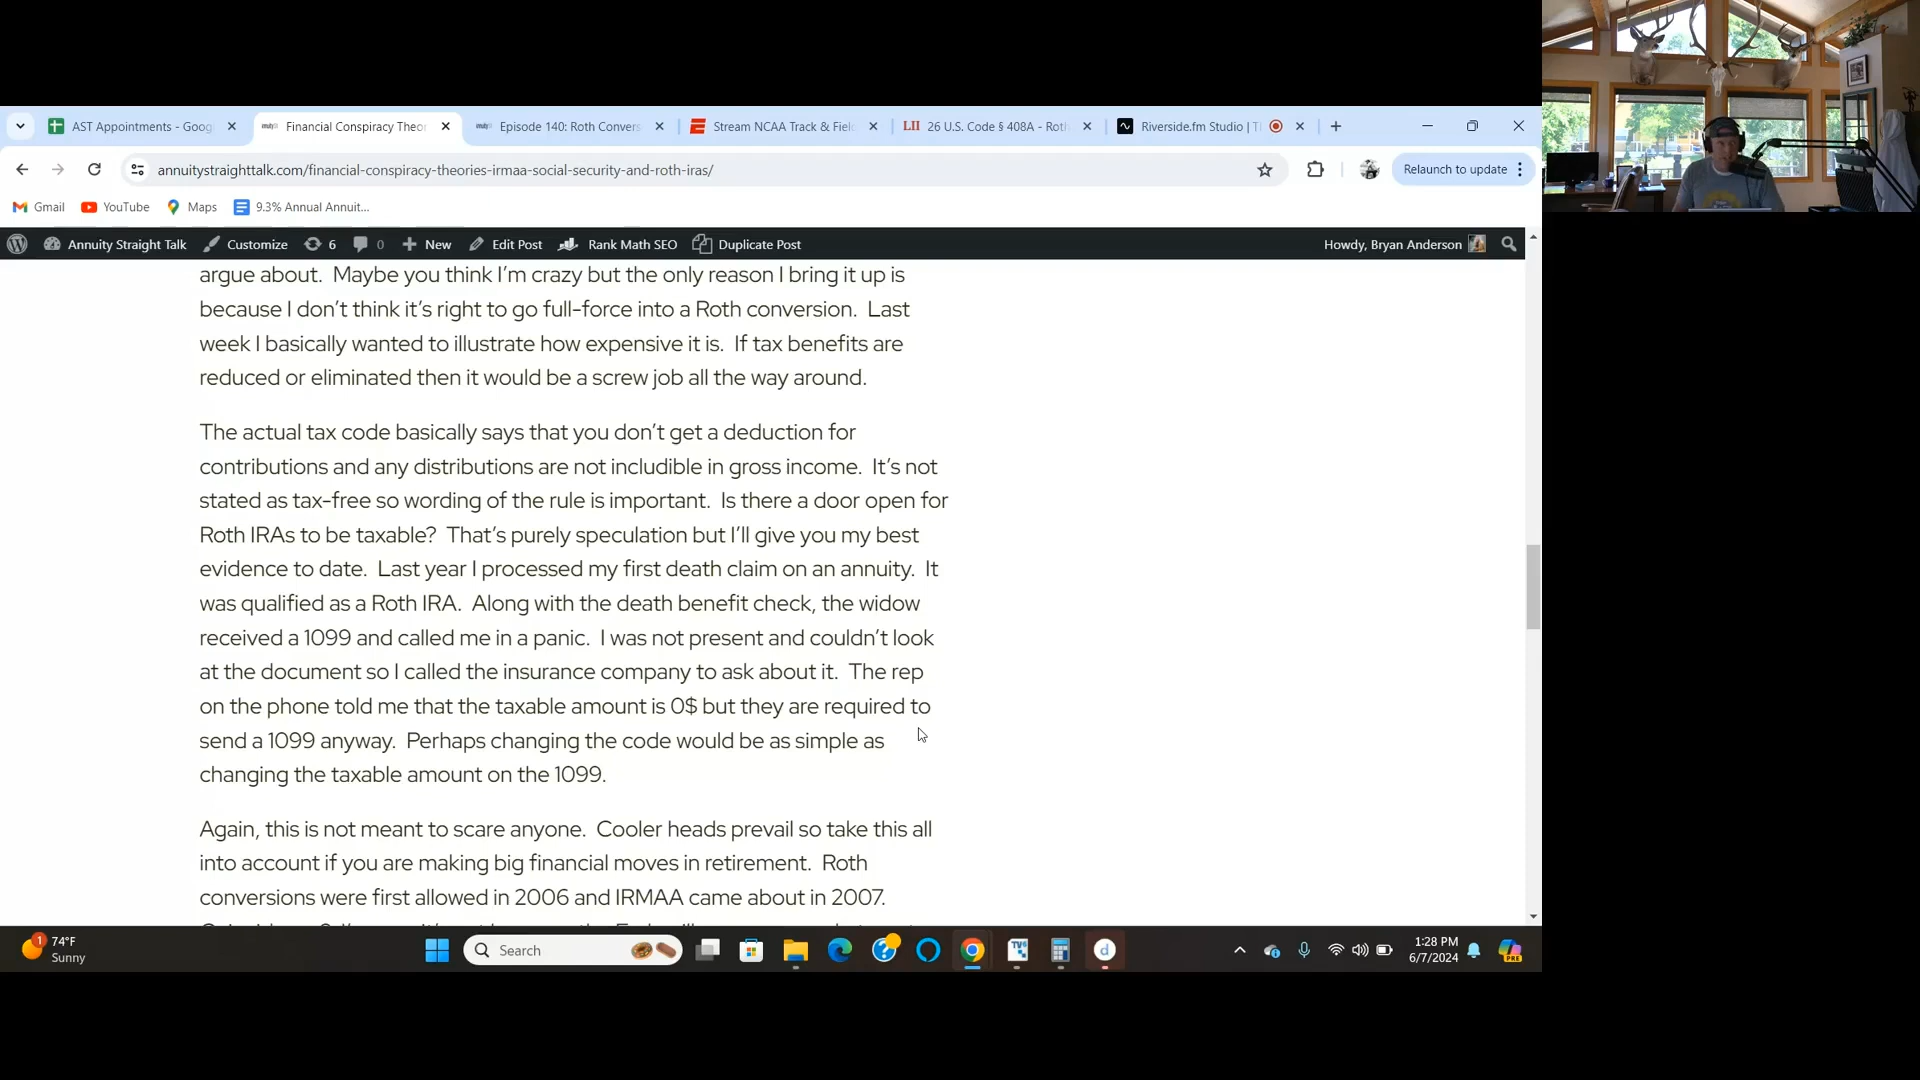 AST Appointments - Goog
Financial Conspiracy Theor
Episode 140: Roth Convers
Stream NCAA Track & Field
LII 26 U.S. Code § 408A - Roth
Riverside.fm Studio | T
annuitystraighttalk.com/financial-conspiracy-theories-irmaa-social-security-and-roth-iras/
Relaunch to update
Gmail
YouTube
Maps
9.3% Annual Annuit...
Annuity Straight Talk
Customize
6
0
New
Edit Post
Rank Math SEO
Duplicate Post
Howdy, Bryan Anderson
argue about. Maybe you think I'm crazy but the only reason I bring it up is
because I don't think it's right to go full-force into a Roth conversion. Last
week I basically wanted to illustrate how expensive it is. If tax benefits are
reduced or eliminated then it would be a screw job all the way around.
The actual tax code basically says that you don't get a deduction for
contributions and any distributions are not includible in gross income. It's not
stated as tax-free so wording of the rule is important. Is there a door open for
Roth IRAs to be taxable? That's purely speculation but I'll give you my best
evidence to date. Last year I processed my first death claim on an annuity. It
was qualified as a Roth IRA. Along with the death benefit check, the widow
received a 1099 and called me in a panic. I was not present and couldn't look
at the document so I called the insurance company to ask about it. The rep
on the phone told me that the taxable amount is 0$ but they are required to
send a 1099 anyway. Perhaps changing the code would be as simple as
changing the taxable amount on the 1099.
Again, this is not meant to scare anyone. Cooler heads prevail so take this all
into account if you are making big financial moves in retirement. Roth
conversions were first allowed in 2006 and IRMAA came about in 2007.
1
74°F
Sunny
Search
1:28 PM
6/7/2024
PRE